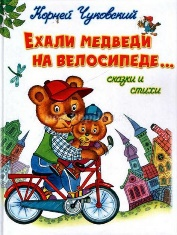 Корней Чуковский
ЕХАЛИ МЕДВЕДИ
НА ВЕЛОСИПЕДЕ...
сказки и
стихи